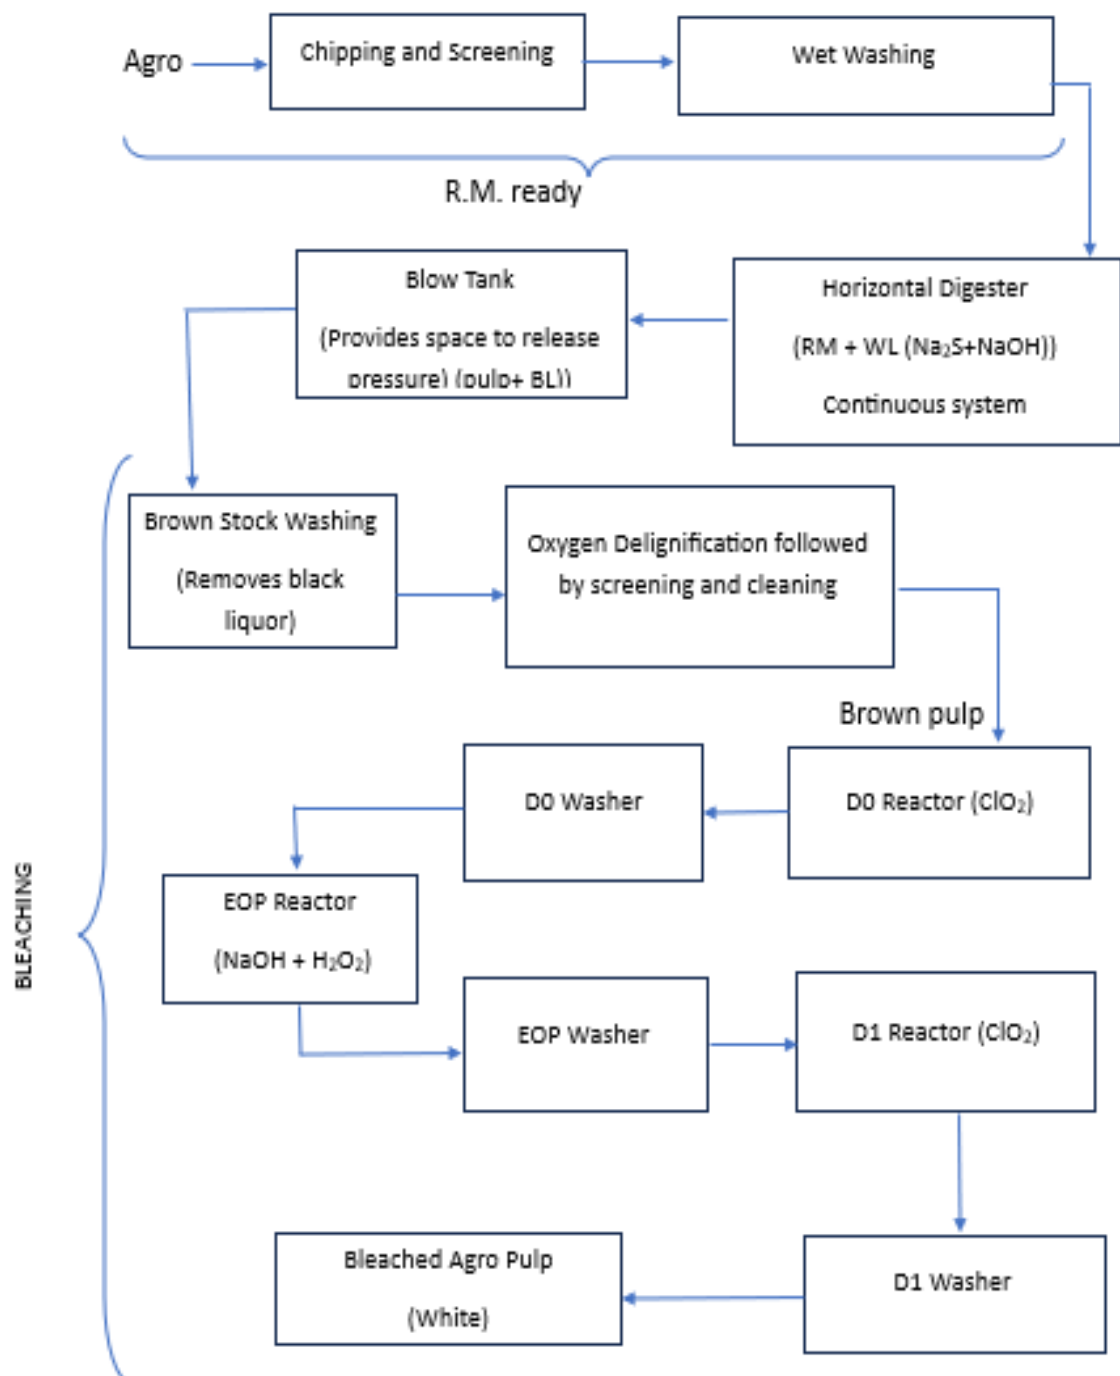 Agro
Chipping and Screening
Wet Washing
R.M. ready
Blow Tank
(Provides space to release
pressure) (pulp+ BL))
Horizontal Digester
(RM + WL (Na₂S+NaOH))
Continuous system
Brown Stock Washing
(Removes black
liquor)
Oxygen Delignification followed
by screening and cleaning
Brown pulp
D0 Washer
D0 Reactor (ClO₂)
EOP Reactor
(NaOH + H₂O₂)
BLEACHING
EOP Washer
D1 Reactor (ClO₂)
Bleached Agro Pulp
(White)
D1 Washer